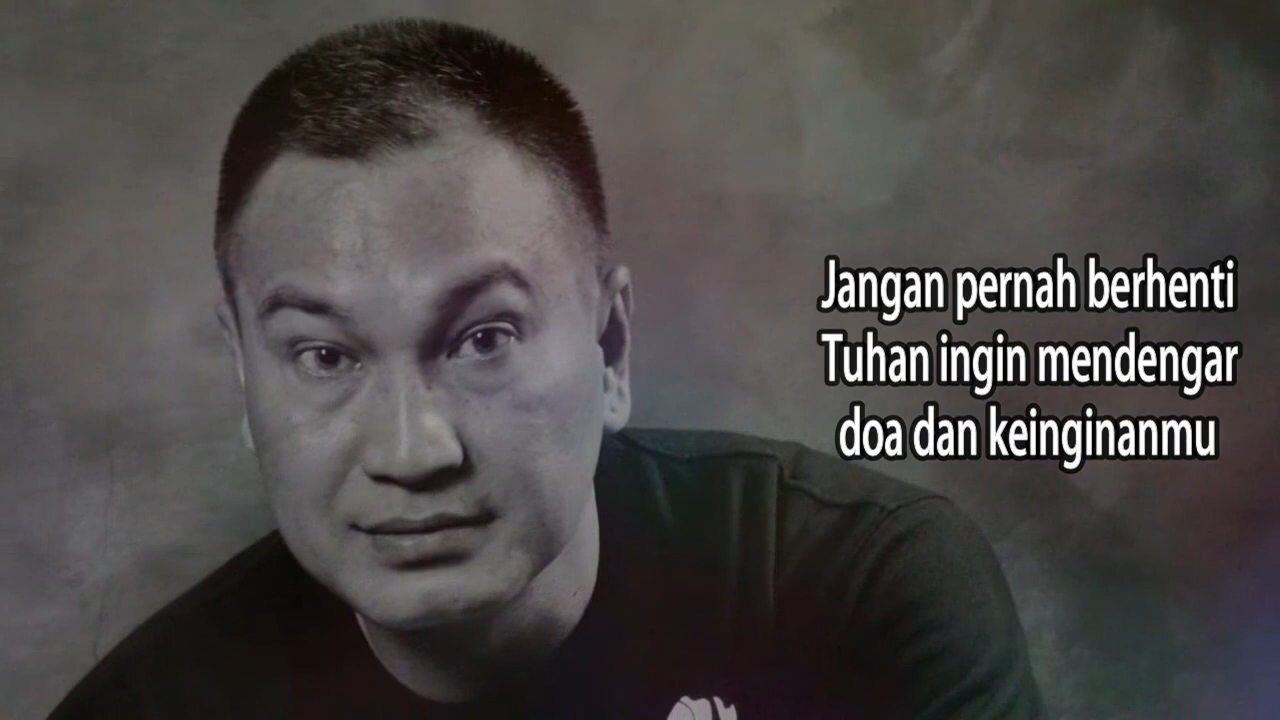 Jangan pernah berhenti
Tuhan ingin mendengar
doa dan keinginanmu